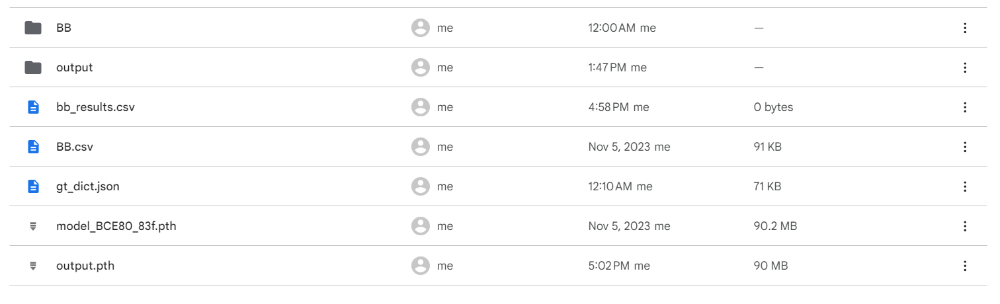 BB me 12:00 AM me —
output me 1:47 PM me —
bb_results.csv me 4:58 PM me 0 bytes
BB.csv me Nov 5, 2023 me 91 KB
gt_dict.json me 12:10 AM me 71 KB
model_BCE80_83f.pth me Nov 5, 2023 me 90.2 MB
output.pth me 5:02 PM me 90 MB